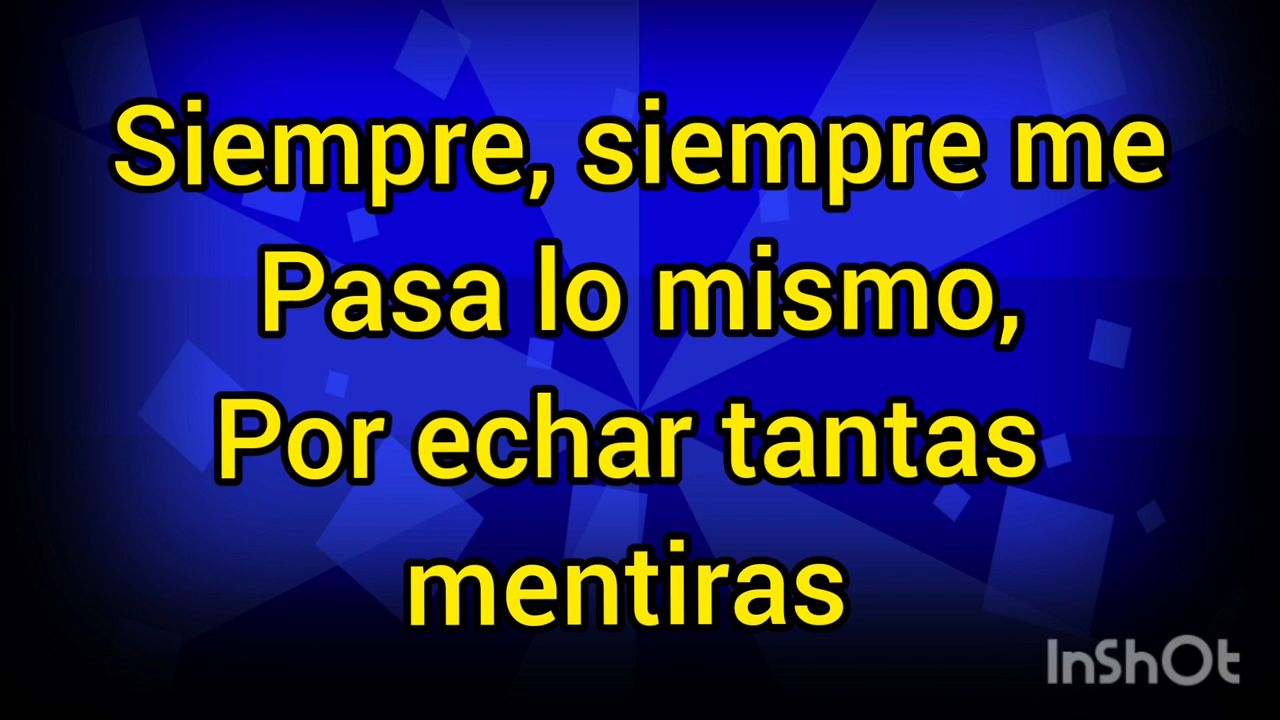 Siempre, siempre me
Pasa lo mismo,
Por echar tantas
mentiras
InShOt